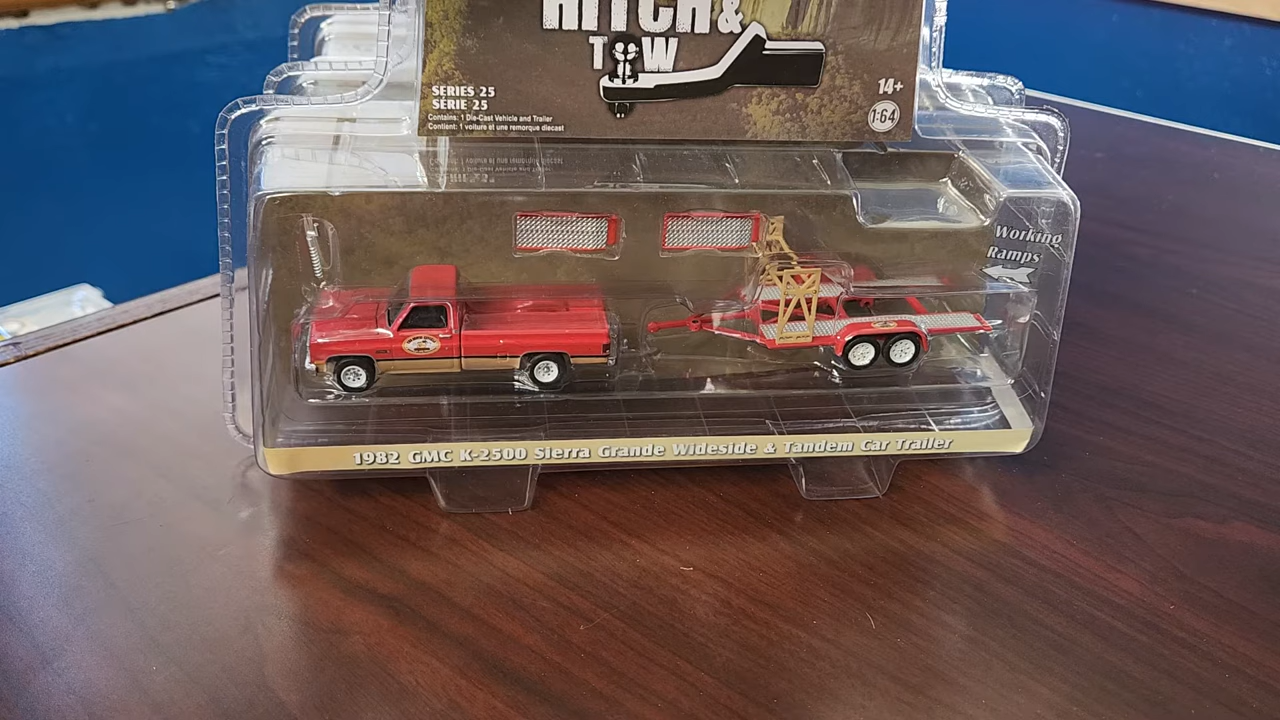 HITCH &
TOW
SERIES 25
SÉRIE 25
Contains: 1 Die-Cast Vehicle and Trailer
Contient: 1 voiture et une remorque diecast
14+
1:64
Working
Ramps
1982 GMC K-2500 Sierra Grande Wideside & Tandem Car Trailer